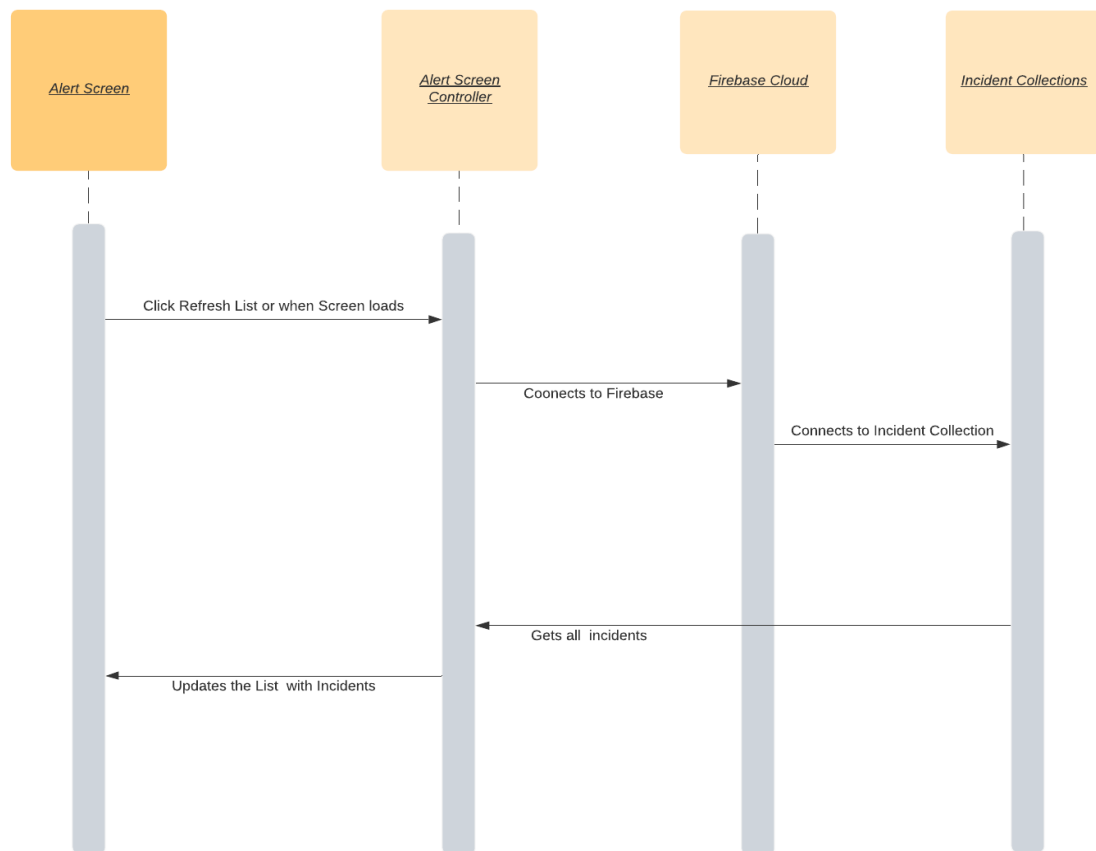 Alert Screen
Alert Screen
Controller
Firebase Cloud
Incident Collections
Click Refresh List or when Screen loads
Coonects to Firebase
Connects to Incident Collection
Gets all  incidents
Updates the List  with Incidents